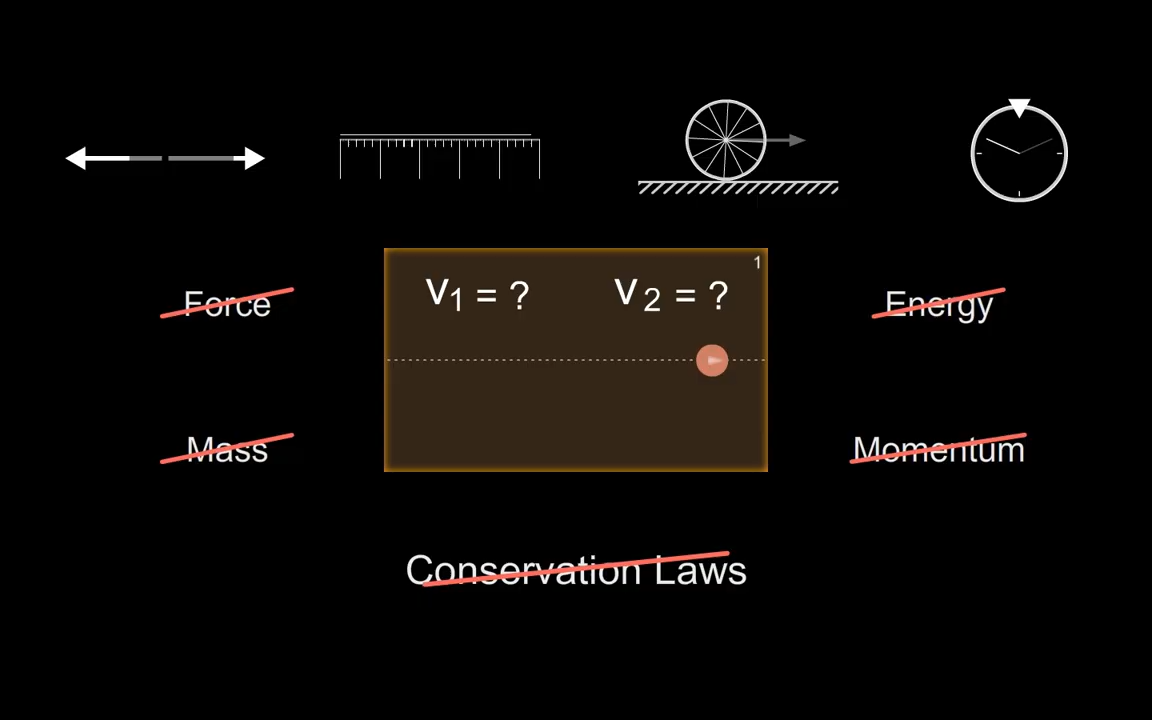 1
V1 = ? V2 = ?
Force
Energy
Mass
Momentum
Conservation Laws